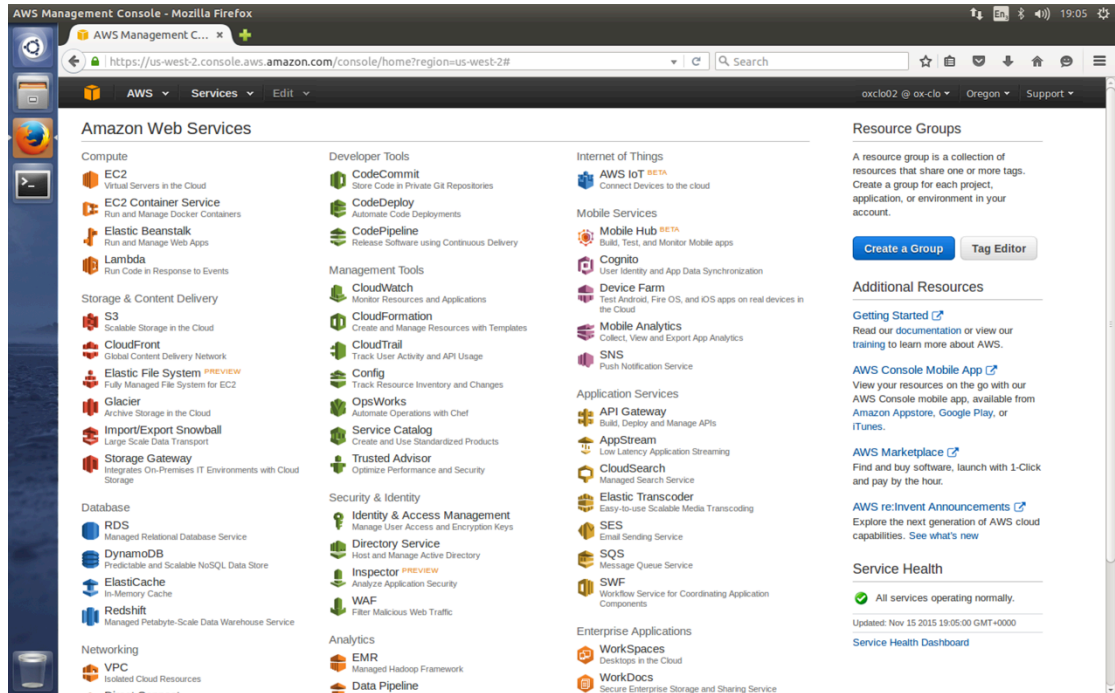 AWS Management Console - Mozilla Firefox
En
19:05
AWS Management C... ×
https://us-west-2.console.aws.amazon.com/console/home?region=us-west-2#
Search
AWS
Services
Edit
oxclo02 @ ox-clo
Oregon
Support
Amazon Web Services
Compute
EC2
Virtual Servers in the Cloud
EC2 Container Service
Run and Manage Docker Containers
Elastic Beanstalk
Run and Manage Web Apps
Lambda
Run Code in Response to Events
Storage & Content Delivery
S3
Scalable Storage in the Cloud
CloudFront
Global Content Delivery Network
Elastic File System PREVIEW
Fully Managed File System for EC2
Glacier
Archive Storage in the Cloud
Import/Export Snowball
Large Scale Data Transport
Storage Gateway
Integrates On-Premises IT Environments with Cloud
Storage
Database
RDS
Managed Relational Database Service
DynamoDB
Predictable and Scalable NoSQL Data Store
ElastiCache
In-Memory Cache
Redshift
Managed Petabyte-Scale Data Warehouse Service
Networking
VPC
Isolated Cloud Resources
Developer Tools
CodeCommit
Store Code in Private Git Repositories
CodeDeploy
Automate Code Deployments
CodePipeline
Release Software using Continuous Delivery
Management Tools
CloudWatch
Monitor Resources and Applications
CloudFormation
Create and Manage Resources with Templates
CloudTrail
Track User Activity and API Usage
Config
Track Resource Inventory and Changes
OpsWorks
Automate Operations with Chef
Service Catalog
Create and Use Standardized Products
Trusted Advisor
Optimize Performance and Security
Security & Identity
Identity & Access Management
Manage User Access and Encryption Keys
Directory Service
Host and Manage Active Directory
Inspector PREVIEW
Analyze Application Security
WAF
Filter Malicious Web Traffic
Analytics
EMR
Managed Hadoop Framework
Data Pipeline
Internet of Things
AWS IoT BETA
Connect Devices to the cloud
Mobile Services
Mobile Hub BETA
Build, Test, and Monitor Mobile apps
Cognito
User Identity and App Data Synchronization
Device Farm
Test Android, Fire OS, and iOS apps on real devices in
the Cloud
Mobile Analytics
Collect, View and Export App Analytics
SNS
Push Notification Service
Application Services
API Gateway
Build, Deploy and Manage APIs
AppStream
Low Latency Application Streaming
CloudSearch
Managed Search Service
Elastic Transcoder
Easy-to-use Scalable Media Transcoding
SES
Email Sending Service
SQS
Message Queue Service
SWF
Workflow Service for Coordinating Application
Components
Enterprise Applications
WorkSpaces
Desktops in the Cloud
WorkDocs
Secure Enterprise Storage and Sharing Service
Resource Groups
A resource group is a collection of
resources that share one or more tags.
Create a group for each project,
application, or environment in your
account.
Create a Group
Tag Editor
Additional Resources
Getting Started
Read our documentation or view our
training to learn more about AWS.
AWS Console Mobile App
View your resources on the go with our
AWS Console mobile app, available from
Amazon Appstore, Google Play, or
iTunes.
AWS Marketplace
Find and buy software, launch with 1-Click
and pay by the hour.
AWS re:Invent Announcements
Explore the next generation of AWS cloud
capabilities. See what's new
Service Health
All services operating normally.
Updated: Nov 15 2015 19:05:00 GMT+0000
Service Health Dashboard